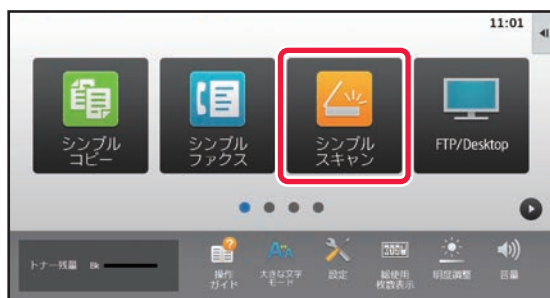 11:01
シンプル
コピー
シンプル
ファクス
シンプル
スキャン
FTP/Desktop
トナー残量 Bk
操作
ガイド
大きな文字
モード
設定
総使用
枚数表示
明度調整
音量